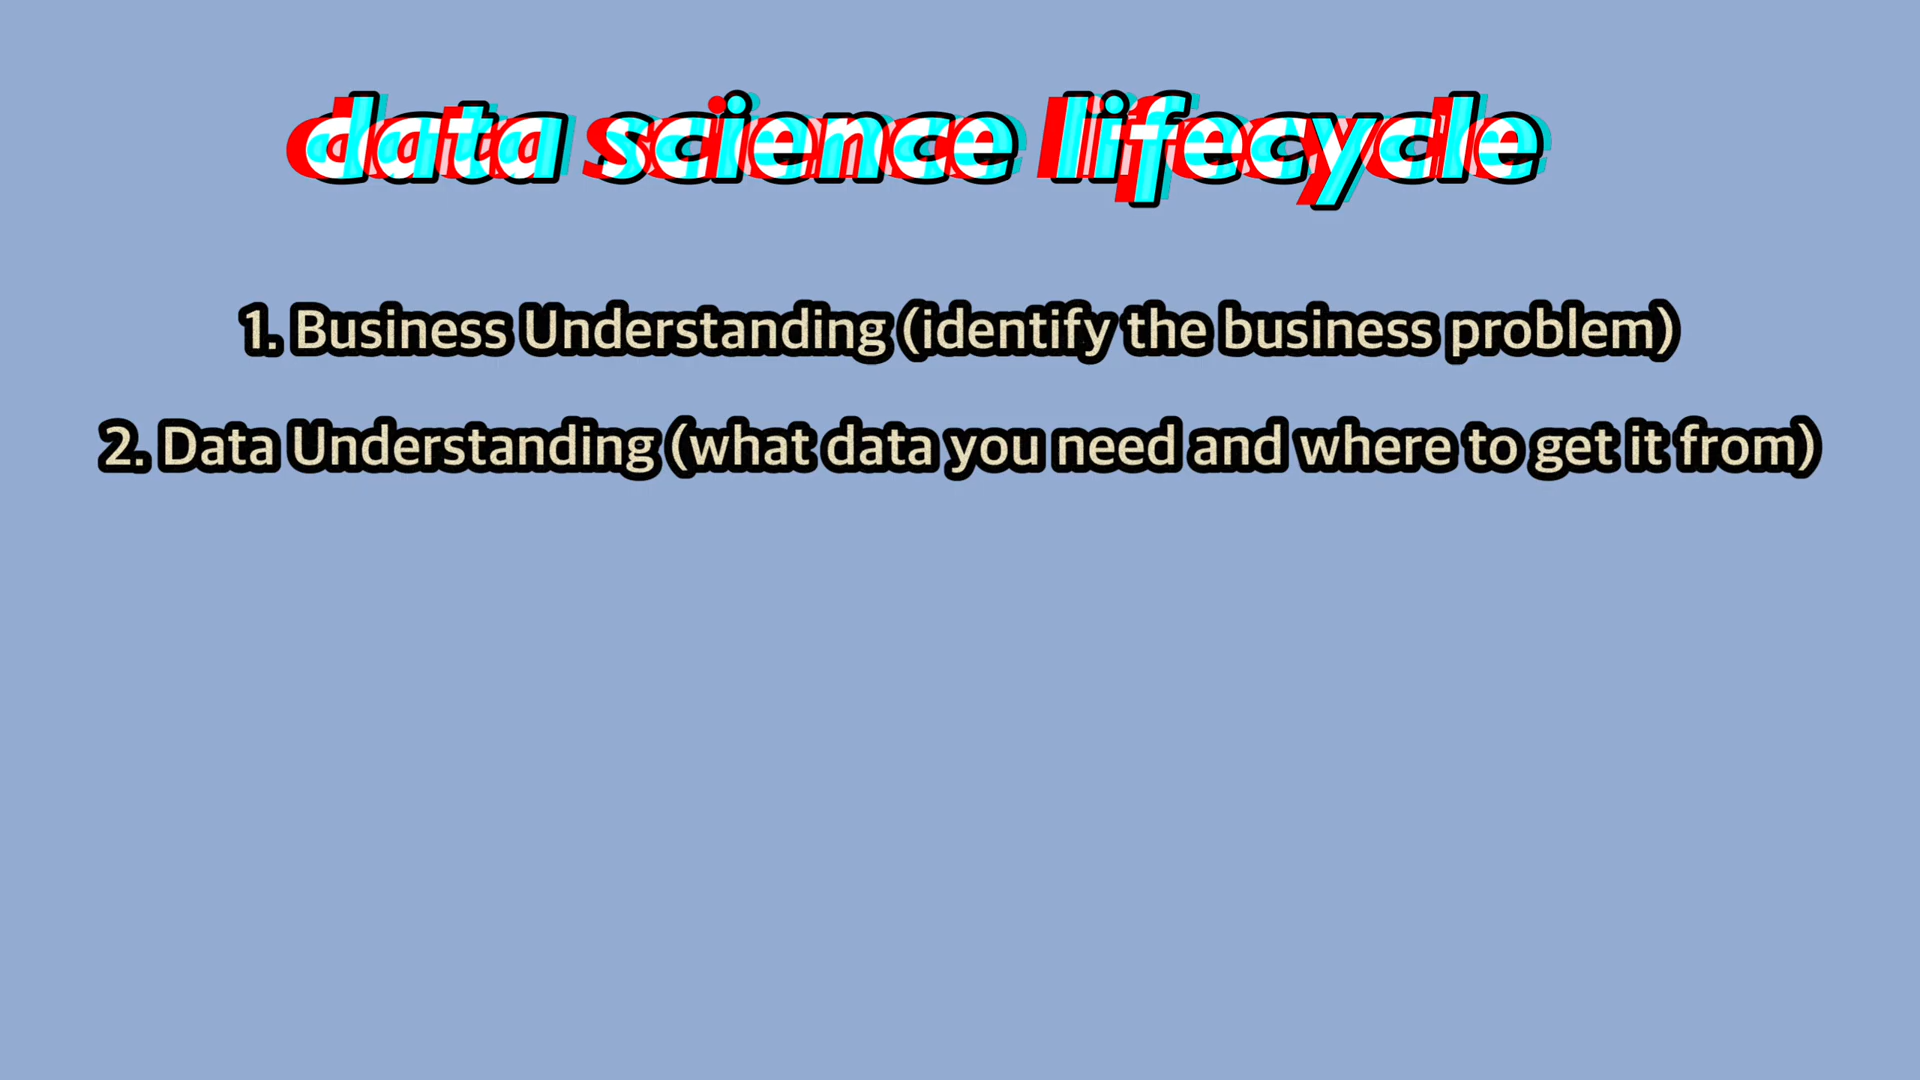 data science lifecycle
1. Business Understanding (identify the business problem)
2. Data Understanding (what data you need and where to get it from)